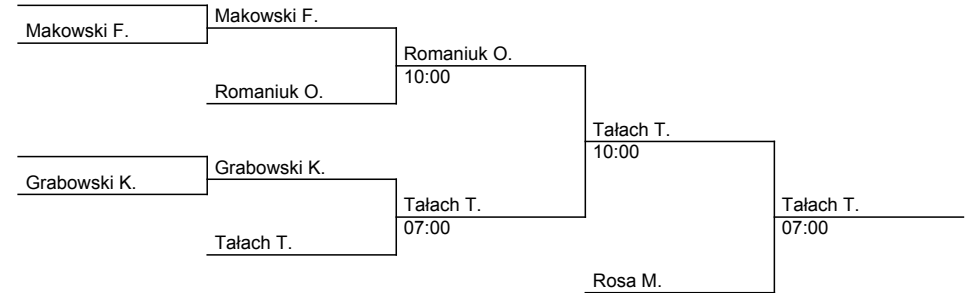 Makowski F.
Makowski F.
Romaniuk O.
10:00
Romaniuk O.
Tałach T.
10:00
Grabowski K.
Grabowski K.
Tałach T.
07:00
Tałach T.
07:00
Tałach T.
Rosa M.